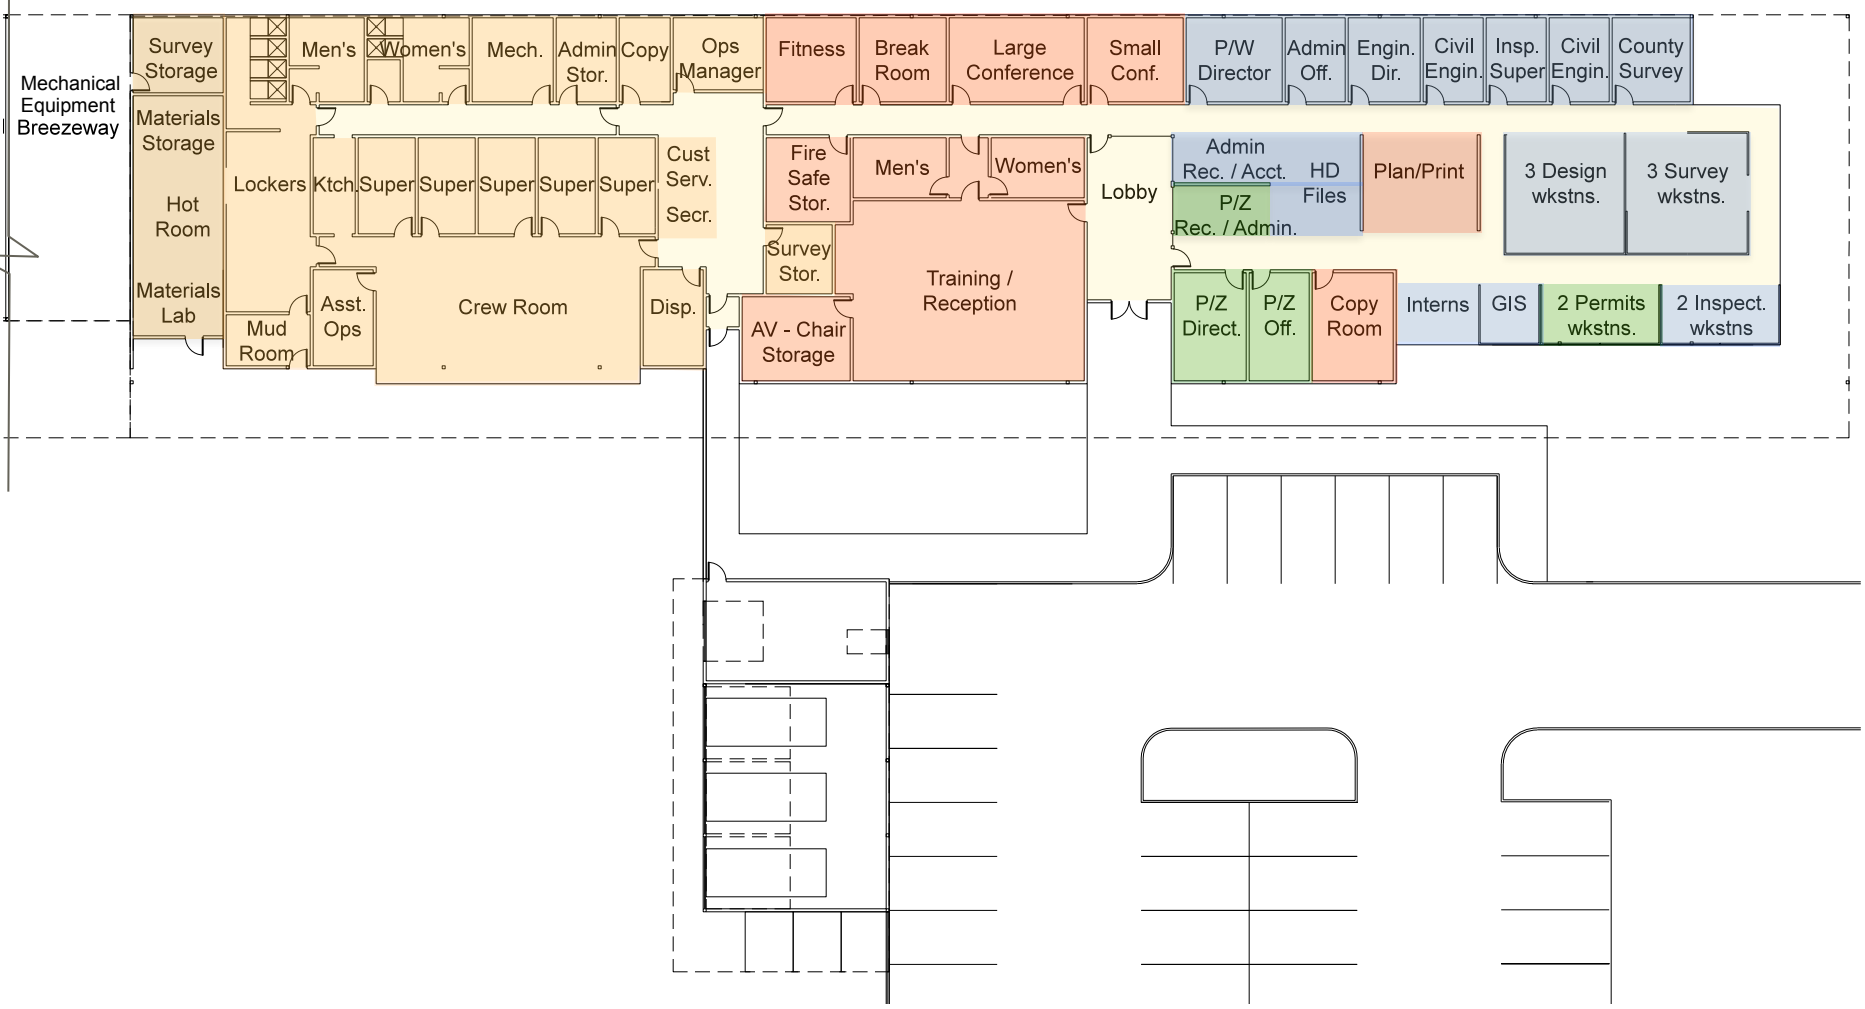 Mechanical
Equipment
Breezeway
Survey
Storage
Men's
Women's
Mech.
Admin
Stor.
Copy
Ops
Manager
Fitness
Break
Room
Large
Conference
Small
Conf.
P/W
Director
Admin
Off.
Engin.
Dir.
Civil
Engin.
Insp.
Super
Civil
Engin.
County
Survey
Materials
Storage
Hot
Room
Materials
Lab
Lockers
Ktch.
Super
Super
Super
Super
Super
Cust
Serv.
Secr.
Fire
Safe
Stor.
Men's
Women's
Lobby
Admin
Rec. / Acct.
HD
Files
P/Z
Rec. / Admin.
Plan/Print
3 Design
wkstns.
3 Survey
wkstns.
Survey
Stor.
Training /
Reception
Mud
Room
Asst.
Ops
Crew Room
Disp.
AV - Chair
Storage
P/Z
Direct.
P/Z
Off.
Copy
Room
Interns
GIS
2 Permits
wkstns.
2 Inspect.
wkstns